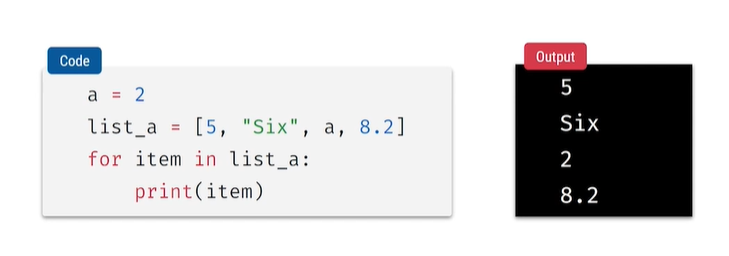 Code
a = 2
list_a = [5, "Six", a, 8.2]
for item in list_a:
    print(item)
Output
5
Six
2
8.2